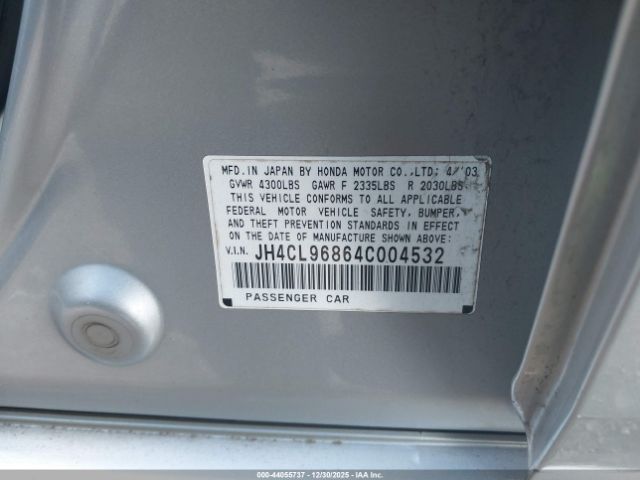 MFD.IN JAPAN BY HONDA MOTOR CO.,LTD; 4/'03
GVWR 4300LBS GAWR F 2335LBS R 2030LBS
THIS VEHICLE CONFORMS TO ALL APPLICABLE
FEDERAL MOTOR VEHICLE SAFETY, BUMPER,
AND THEFT PREVENTION STANDARDS IN EFFECT
ON THE DATE OF MANUFACTURE SHOWN ABOVE:
V.I.N. JH4CL96864C004532
PASSENGER CAR
000-44055737 - 12/30/2025 - IAA Inc.